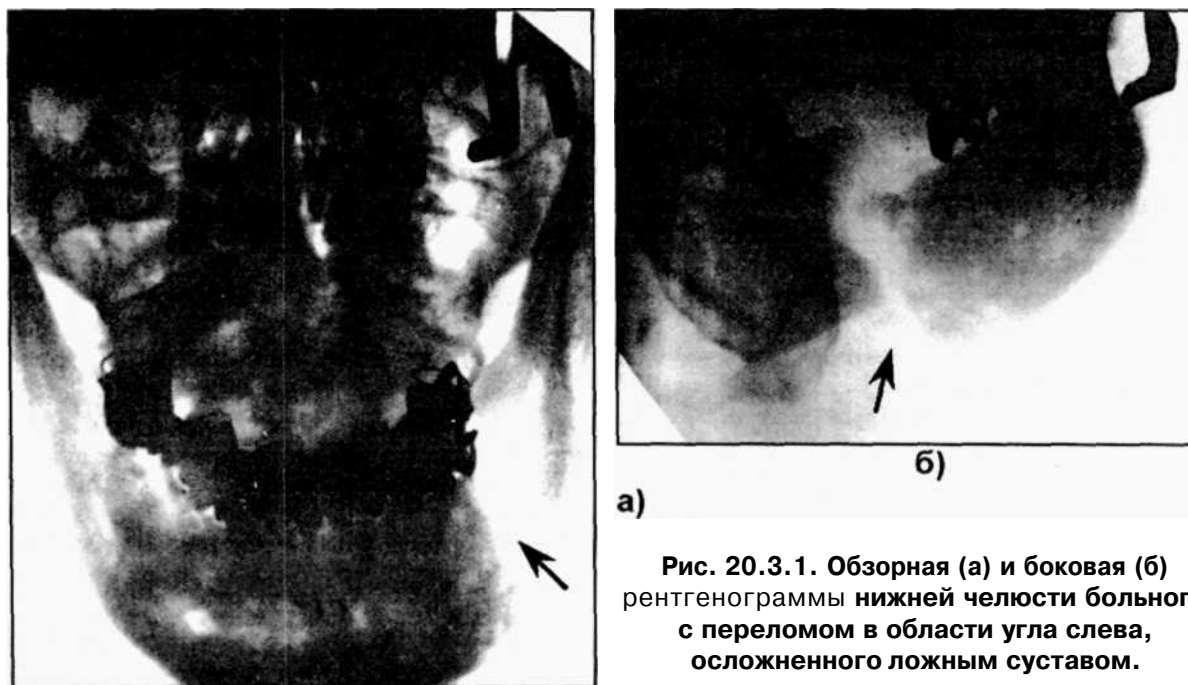 б)
а)
Рис. 20.3.1. Обзорная (а) и боковая (б)
рентгенограммы нижней челюсти больног
с переломом в области угла слева,
осложненного ложным суставом.